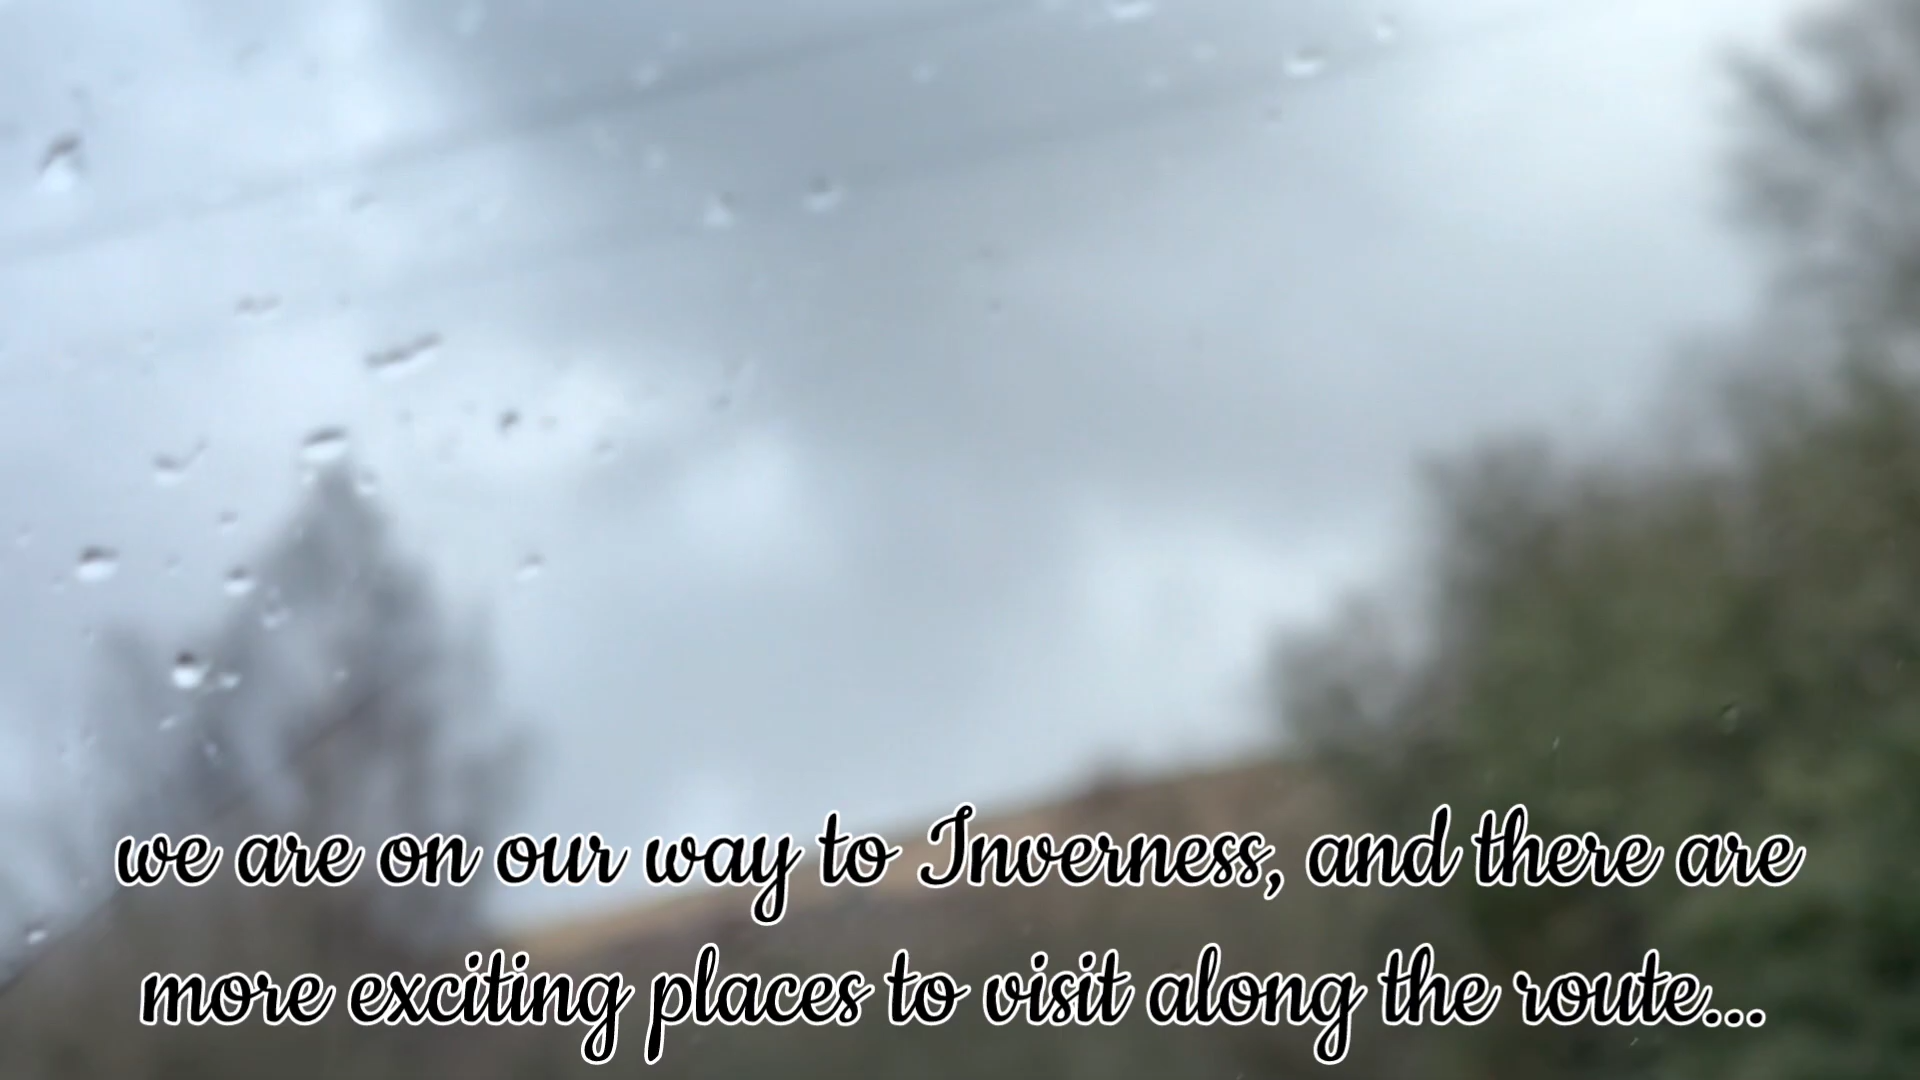 we are on our way to Inverness, and there are
more exciting places to visit along the route...